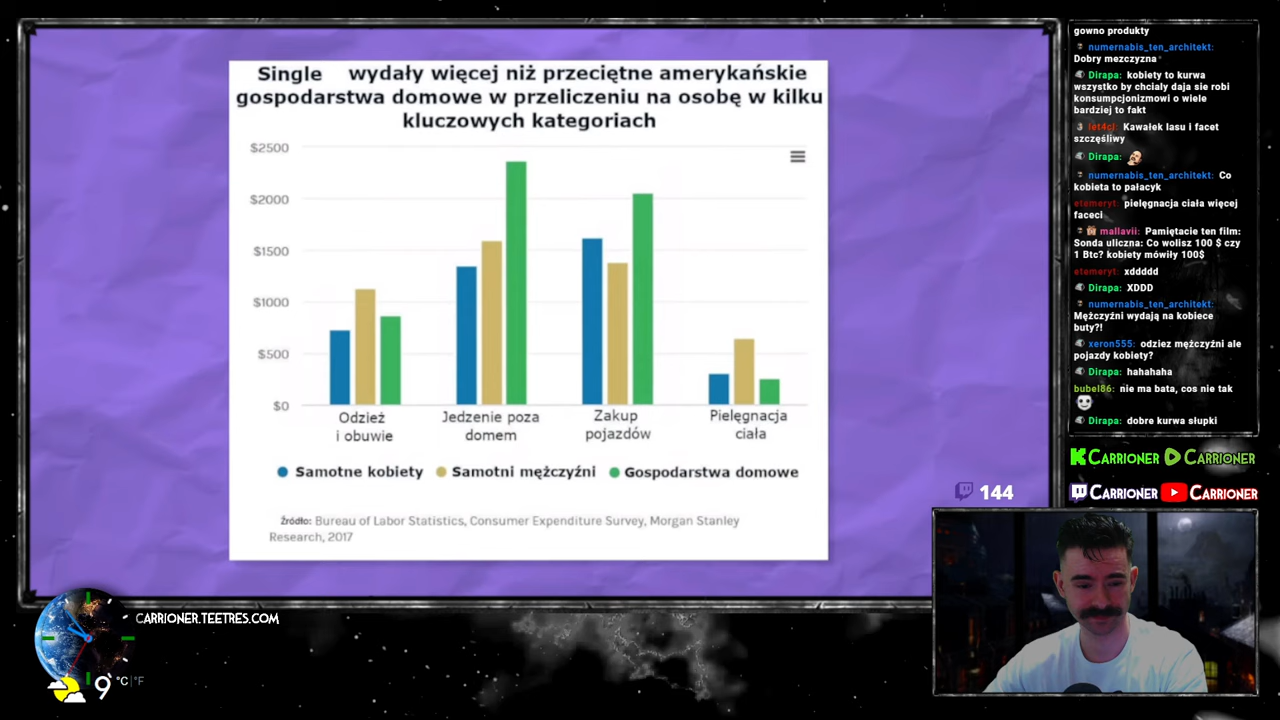 Single wydały więcej niż przeciętne amerykańskie
gospodarstwa domowe w przeliczeniu na osobę w kilku
kluczowych kategoriach
$2500
$2000
$1500
$1000
$500
$0
Odzież
i obuwie
Jedzenie poza
domem
Zakup
pojazdów
Pielęgnacja
ciała
Samotne kobiety
Samotni mężczyźni
Gospodarstwa domowe
Źródło: Bureau of Labor Statistics, Consumer Expenditure Survey, Morgan Stanley
Research, 2017
gowno produkty
numernabis_ten_architekt:
Dobry mezczyzna
Dirapa: kobiety to kurwa
wszystko by chcialy daja sie robi
konsumpcjonizmowi o wiele
bardziej to fakt
let4ci: Kawałek lasu i facet
szczęśliwy
Dirapa:
numernabis_ten_architekt: Co
kobieta to pałacyk
etemeryt: pielęgnacja ciała więcej
faceci
mallavii: Pamiętacie ten film:
Sonda uliczna: Co wolisz 100 $ czy
1 Btc? kobiety mówiły 100$
etemeryt: xddddd
Dirapa: XDDD
numernabis_ten_architekt:
Mężczyźni wydają na kobiece
buty?!
xeron555: odziez mężczyźni ale
pojazdy kobiety?
Dirapa: hahahaha
bubel86: nie ma bata, cos nie tak
Dirapa: dobre kurwa słupki
Carrioner Carrioner
Carrioner Carrioner
144
CARRIONER.TEETRES.COM
9 °C °F